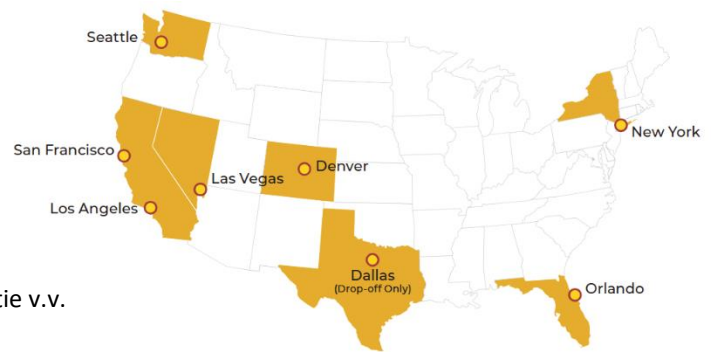 Seattle
New York
San Francisco
Denver
Las Vegas
Los Angeles
Dallas
(Drop-off Only)
Orlando
tie v.v.